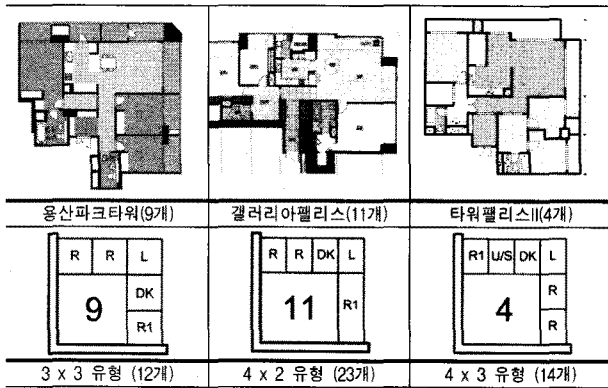 용산파크타워(9개) 갤러리아팰리스(11개) 타워팰리스II(4개)
R R L R R DK L R1 U/S DK L
9 DK 11 R1 4 R
R1 R
3 x 3 유형 (12개) 4 x 2 유형 (23개) 4 x 3 유형 (14개)